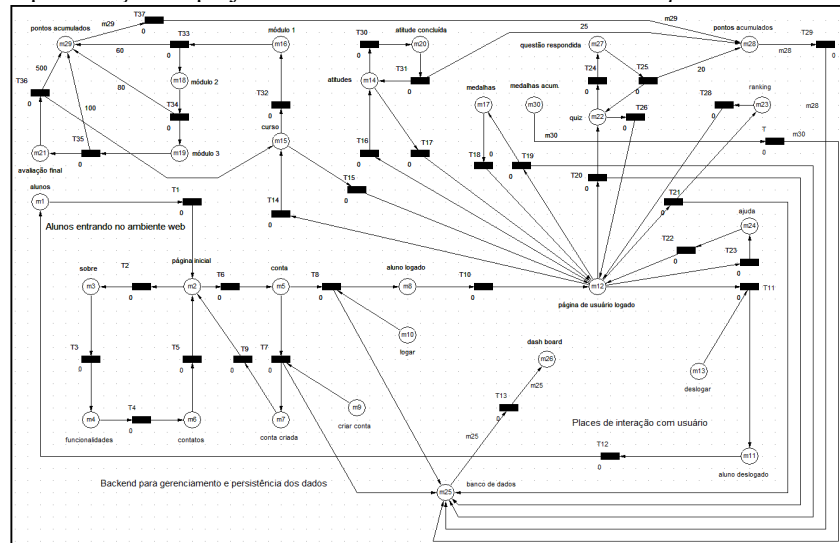 T37
m29
m29
pontos acumulados
T33
módulo 1
T30
atitude concluída
25
questão respondida
pontos acumulados
T29
m29
0
60
0
m16
0
m20
m27
m28
m28
0
500
T31
T25
20
T36
80
m18
módulo 2
atitudes
m14
0
T24
0
0
medalhas
medalhas acum.
0
T28
ranking
m28
100
T34
T32
m17
m30
quiz
m22
T26
0
m23
0
0
curso
m30
0
T
m30
m21
T35
m19
módulo 3
m15
T16
T17
0
avaliação final
0
0
0
T18
T19
alunos
T15
0
0
T20
T21
ajuda
m1
T1
T14
0
0
0
m24
0
0
T22
T23
Alunos entrando no ambiente web
0
0
sobre
T2
página inicial
T6
conta
T8
aluno logado
T10
m3
m2
m5
m8
m12
T11
0
0
0
0
página de usuário logado
0
m10
dash board
logar
T3
T5
T9
T7
m26
m13
0
0
0
0
m25
deslogar
T13
T4
m9
0
m4
m6
m7
criar conta
Places de interação com usuário
funcionalidades
0
contatos
conta criada
m25
T12
m11
0
aluno deslogado
Backend para gerenciamento e persistência dos dados
banco de dados
m25